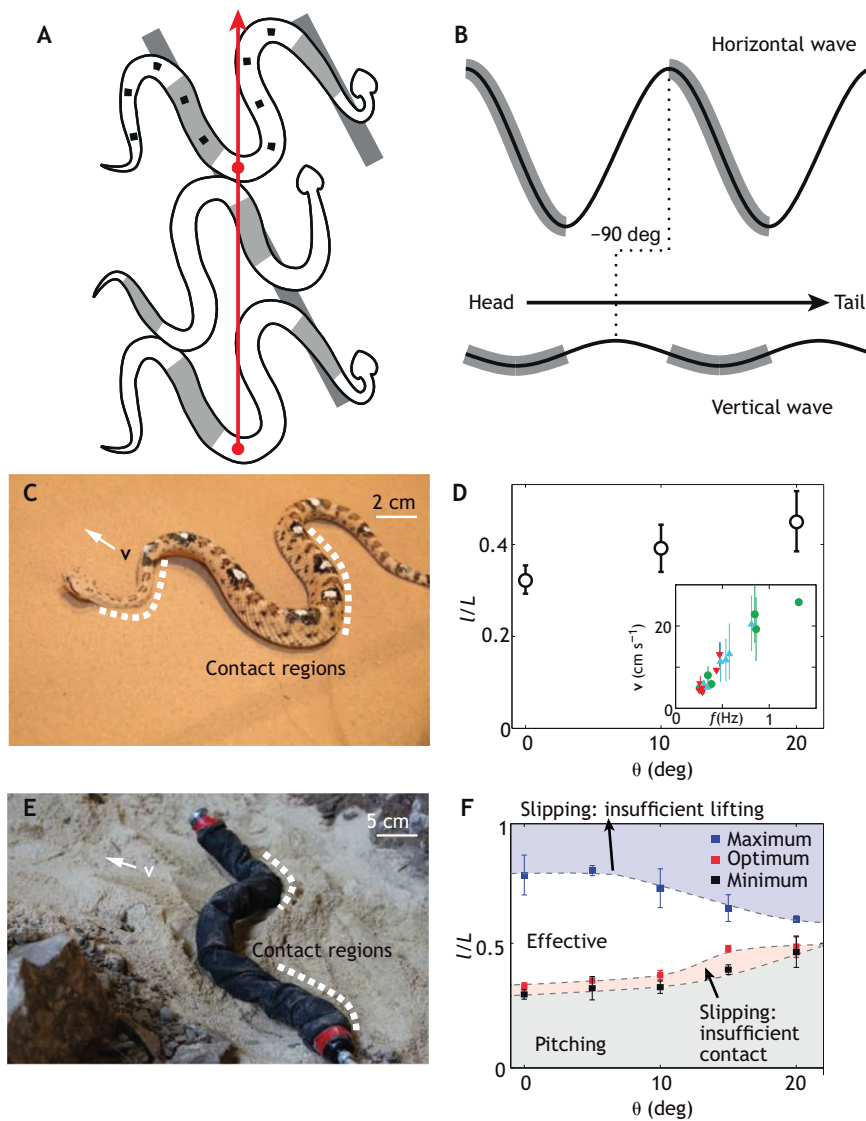 A
B
Horizontal wave
−90 deg
Head
Tail
Vertical wave
C
2 cm
v
Contact regions
D
l/L
0.4
0.2
0
0
10
20
θ (deg)
v (cm s−1)
20
0
0
1
f(Hz)
E
5 cm
v
Contact regions
F
Slipping: insufficient lifting
l/L
1
0.5
0
Maximum
Optimum
Minimum
Effective
Slipping:
insufficient
contact
Pitching
0
10
20
θ (deg)